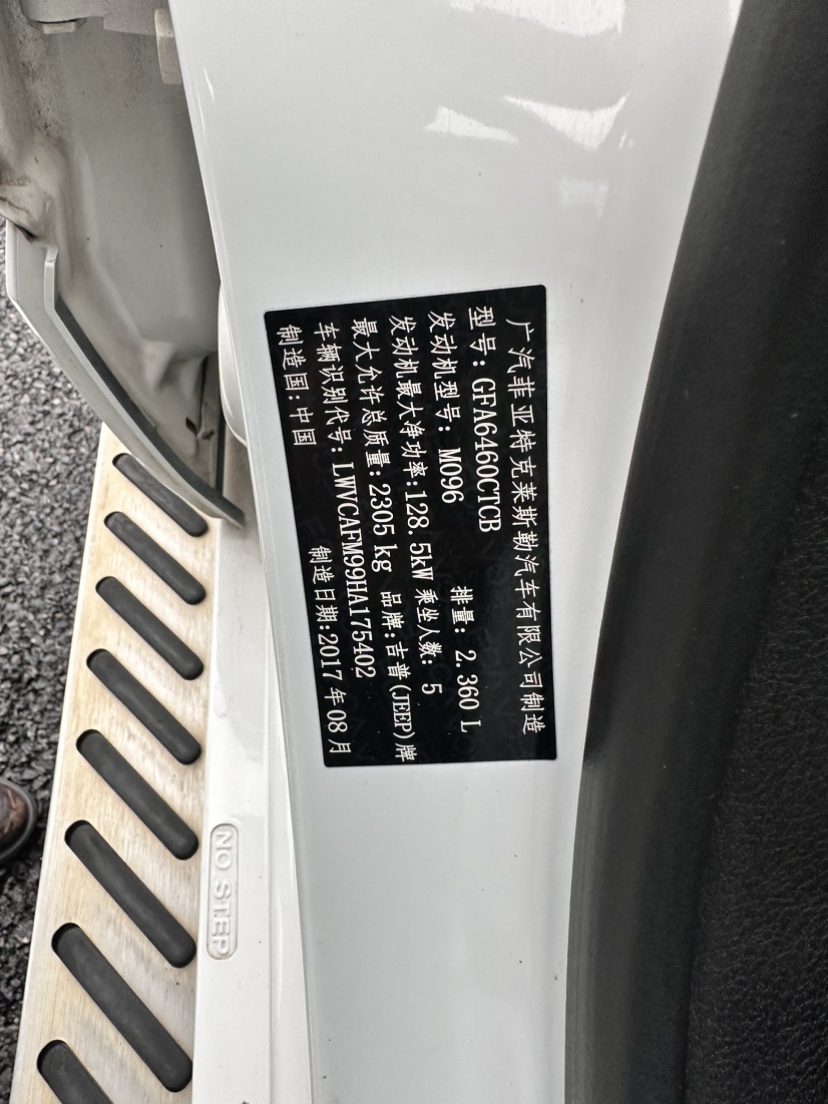 广汽菲亚特克莱斯勒汽车有限公司制造
型号: GFA6460CTCB
发动机型号: M096 排量: 2.360 L
发动机最大净功率:128.5kW 乘坐人数: 5
最大允许总质量:2305 kg 品牌:吉普(JEEP)牌
车辆识别代号: LWVCAFM99HA175402
制造国:中国 制造日期:2017年08月
NO STEP